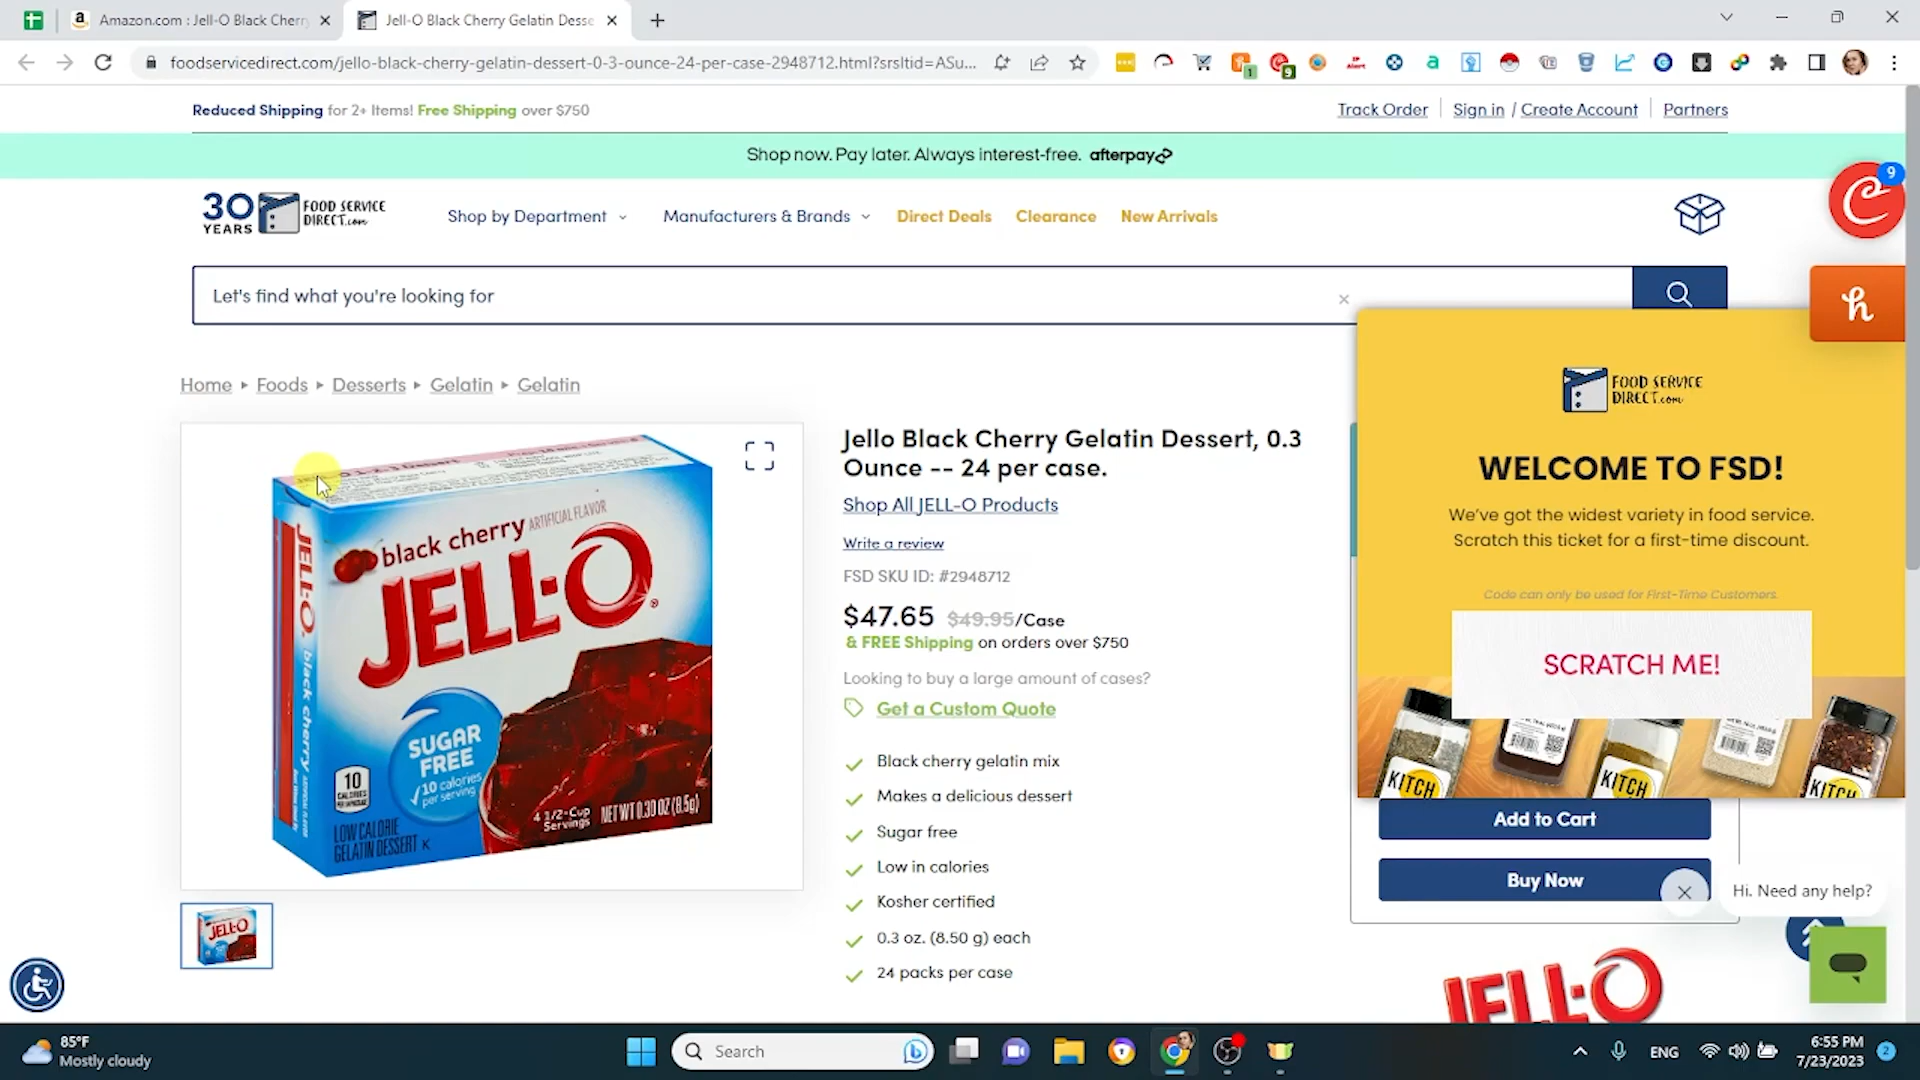 Amazon.com : Jell-O Black Cherry
Jell-O Black Cherry Gelatin Desse
foodservicedirect.com/jello-black-cherry-gelatin-dessert-0-3-ounce-24-per-case-2948712.html?srsltid=ASu...
1
9
Reduced Shipping for 2+ Items! Free Shipping over $750
Track Order
Sign in / Create Account
Partners
Shop now. Pay later. Always interest-free. afterpay
9
30 YEARS
FOOD SERVICE DIRECT.com
Shop by Department
Manufacturers & Brands
Direct Deals
Clearance
New Arrivals
Let's find what you're looking for
Home
Foods
Desserts
Gelatin
Gelatin
black cherry ARTIFICIAL FLAVOR
JELL-O
JELL-O black cherry
SUGAR FREE
10 calories per serving
10 CALORIES
4 1/2-Cup Servings
NET WT 0.30 OZ (8.5g)
LOW CALORIE
GELATIN DESSERT K
JELL-O
Jello Black Cherry Gelatin Dessert, 0.3
Ounce -- 24 per case.
Shop All JELL-O Products
Write a review
FSD SKU ID: #2948712
$47.65 $49.95/Case
& FREE Shipping on orders over $750
Looking to buy a large amount of cases?
Get a Custom Quote
Black cherry gelatin mix
Makes a delicious dessert
Sugar free
Low in calories
Kosher certified
0.3 oz. (8.50 g) each
24 packs per case
FOOD SERVICE DIRECT.com
WELCOME TO FSD!
We've got the widest variety in food service.
Scratch this ticket for a first-time discount.
Code can only be used for First-Time Customers.
SCRATCH ME!
KITCH
KITCH
KITCH
KITCH
Add to Cart
Buy Now
Hi. Need any help?
JELL-O
85°F
Mostly cloudy
Search
ENG
6:55 PM
7/23/2023
2